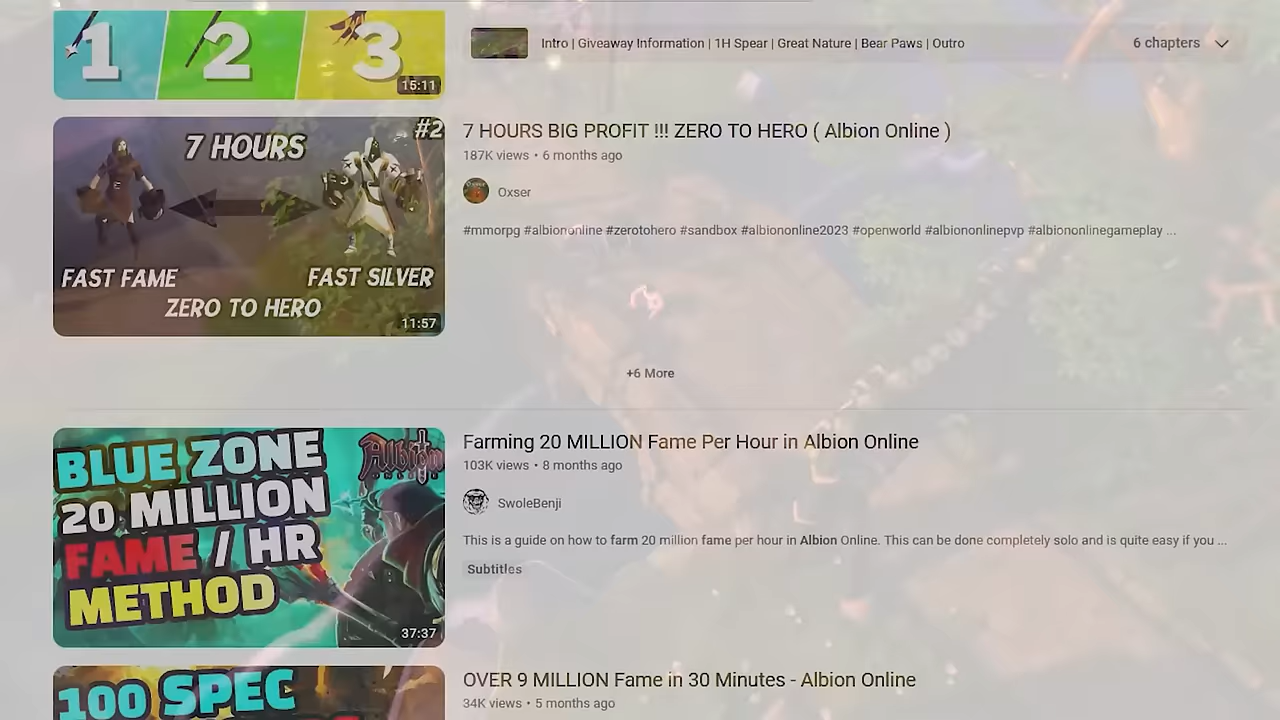 1 2 3
15:11
Intro | Giveaway Information | 1H Spear | Great Nature | Bear Paws | Outro
6 chapters
#2
7 HOURS
FAST FAME
FAST SILVER
ZERO TO HERO
11:57
7 HOURS BIG PROFIT !!! ZERO TO HERO ( Albion Online )
187K views • 6 months ago
Oxser
#mmorpg #albiononline #zerotohero #sandbox #albiononline2023 #openworld #albiononlinepvp #albiononlinegameplay ...
+6 More
BLUE ZONE
20 MILLION
FAME / HR
METHOD
Albion
37:37
Farming 20 MILLION Fame Per Hour in Albion Online
103K views • 8 months ago
SwoleBenji
This is a guide on how to farm 20 million fame per hour in Albion Online. This can be done completely solo and is quite easy if you ...
Subtitles
100 SPEC
OVER 9 MILLION Fame in 30 Minutes - Albion Online
34K views • 5 months ago